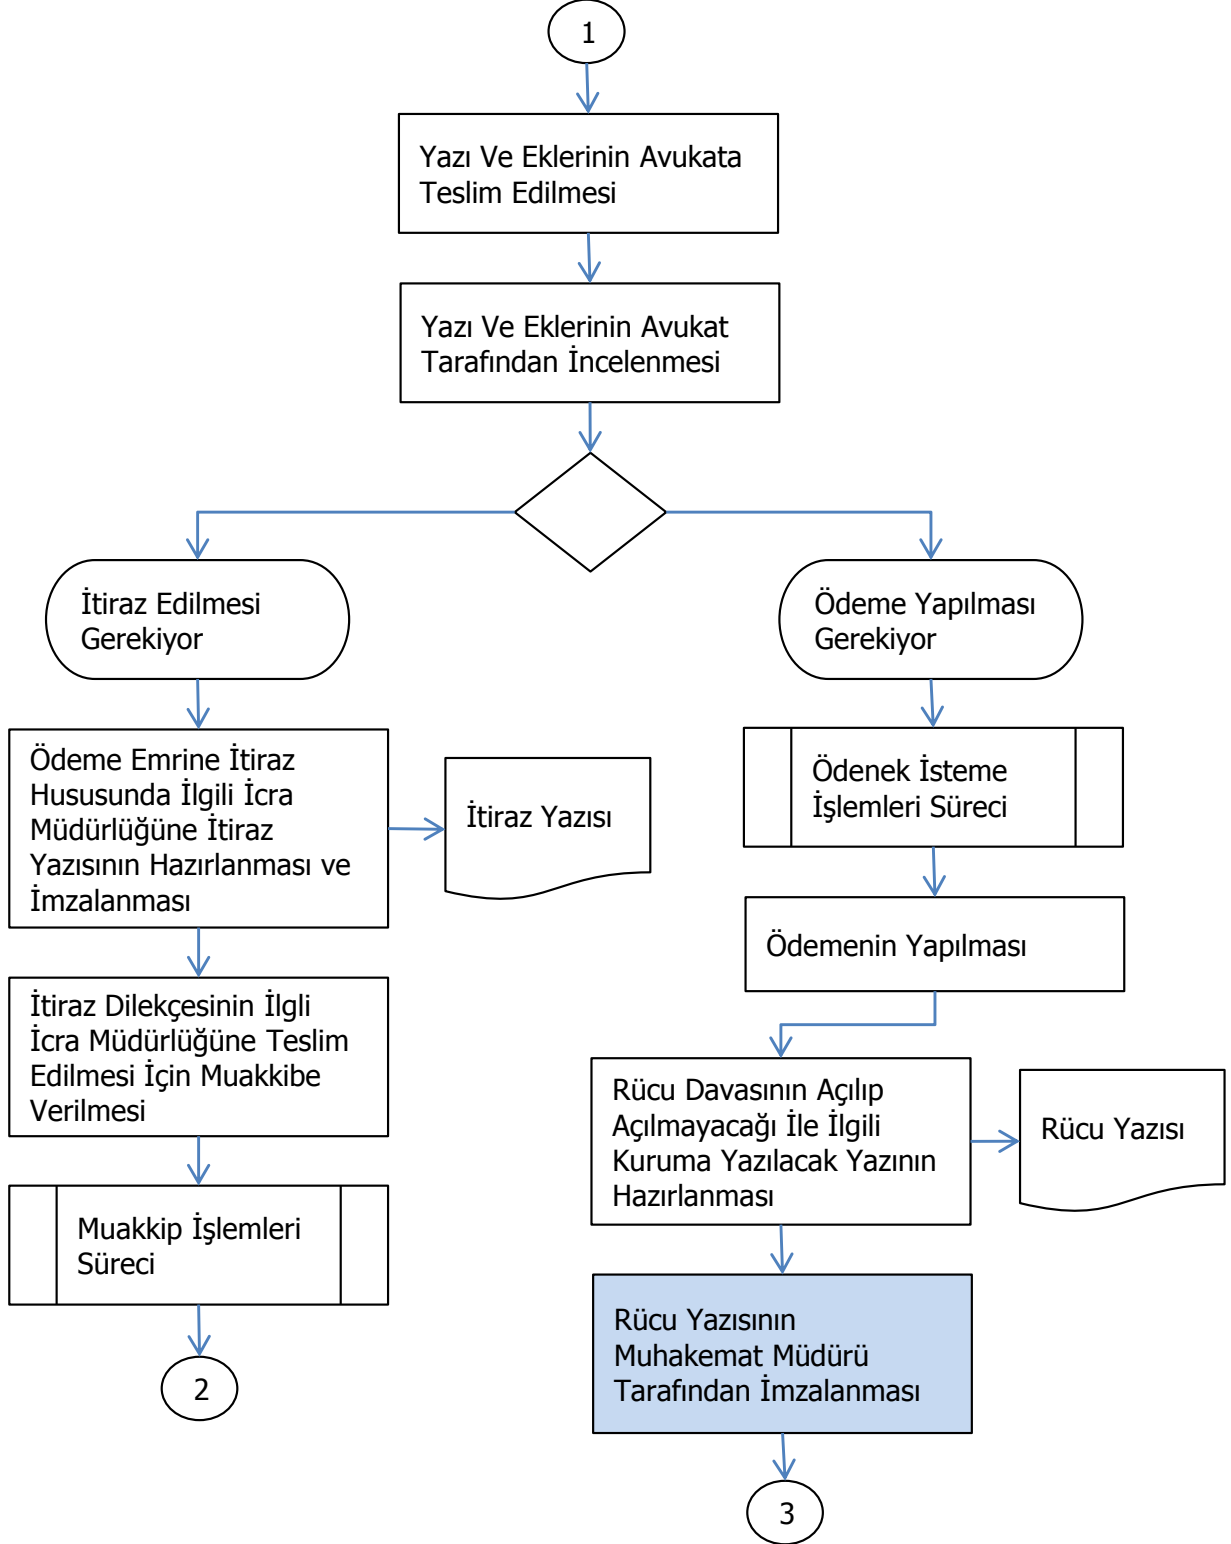 1
Yazı Ve Eklerinin Avukata
Teslim Edilmesi
Yazı Ve Eklerinin Avukat
Tarafından İncelenmesi
İtiraz Edilmesi
Gerekiyor
Ödeme Emrine İtiraz
Hususunda İlgili İcra
Müdürlüğüne İtiraz
Yazısının Hazırlanması ve
İmzalanması
İtiraz Yazısı
İtiraz Dilekçesinin İlgli
İcra Müdürlüğüne Teslim
Edilmesi İçin Muakkibe
Verilmesi
Muakkip İşlemleri
Süreci
2
Ödeme Yapılması
Gerekiyor
Ödenek İsteme
İşlemleri Süreci
Ödemenin Yapılması
Rücu Davasının Açılıp
Açılmayacağı İle İlgili
Kuruma Yazılacak Yazının
Hazırlanması
Rücu Yazısı
Rücu Yazısının
Muhakemat Müdürü
Tarafından İmzalanması
3